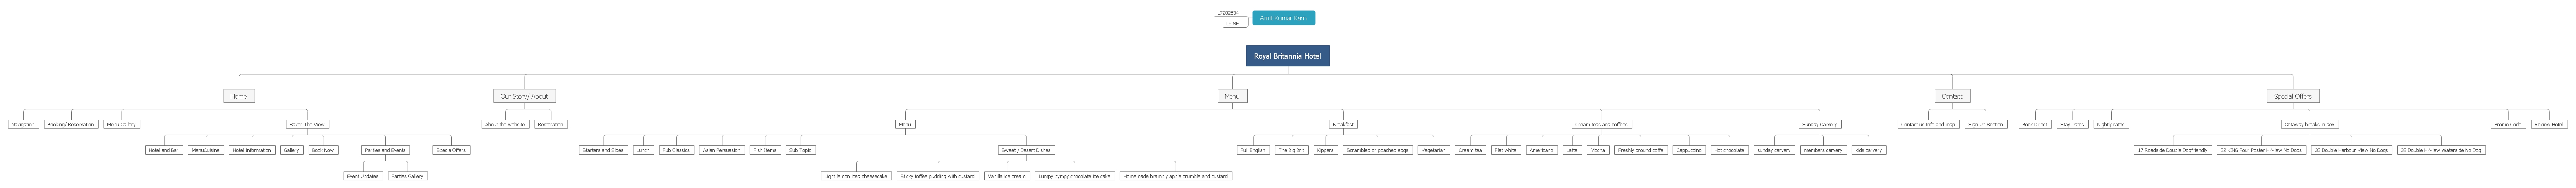 LT202634
L5 SE
Amit Kumar Karn
Royal Britannia Hotel
Home
Our Story/ About
Menu
Contact
Special Offers
Navigation
Booking/ Reservation
Menu Gallery
Savor The View
About the website
Restoration
Menu
Breakfast
Cream teas and coffees
Sunday Carvery
Contact us Info and map
Sign Up Section
Book Direct
Stay Dates
Nightly rates
Getaway breaks in dev
Promo Code
Review Hotel
Hotel and Bar
MenuCuisine
Hotel Information
Gallery
Book Now
Parties and Events
SpecialOffers
Starters and Sides
Lunch
Pub Classics
Asian Persuasion
Fish Items
Sub Topic
Sweet / Desert Dishes
Full English
The Big Brit
Kippers
Scrambled or poached eggs
Vegetarian
Cream tea
Flat white
Americano
Latte
Mocha
Freshly ground coffe
Cappuccino
Hot chocolate
sunday carvery
members carvery
kids carvery
17 Roadside Double Dogfriendly
32 KING Four Poster H-View No Dogs
33 Double Harbour View No Dogs
32 Double H-View Waterside No Dog
Event Updates
Parties Gallery
Light lemon iced cheesecake
Sticky toffee pudding with custard
Vanilla ice cream
Lumpy bympy chocolate ice cake
Homemade brambly apple crumble and custard